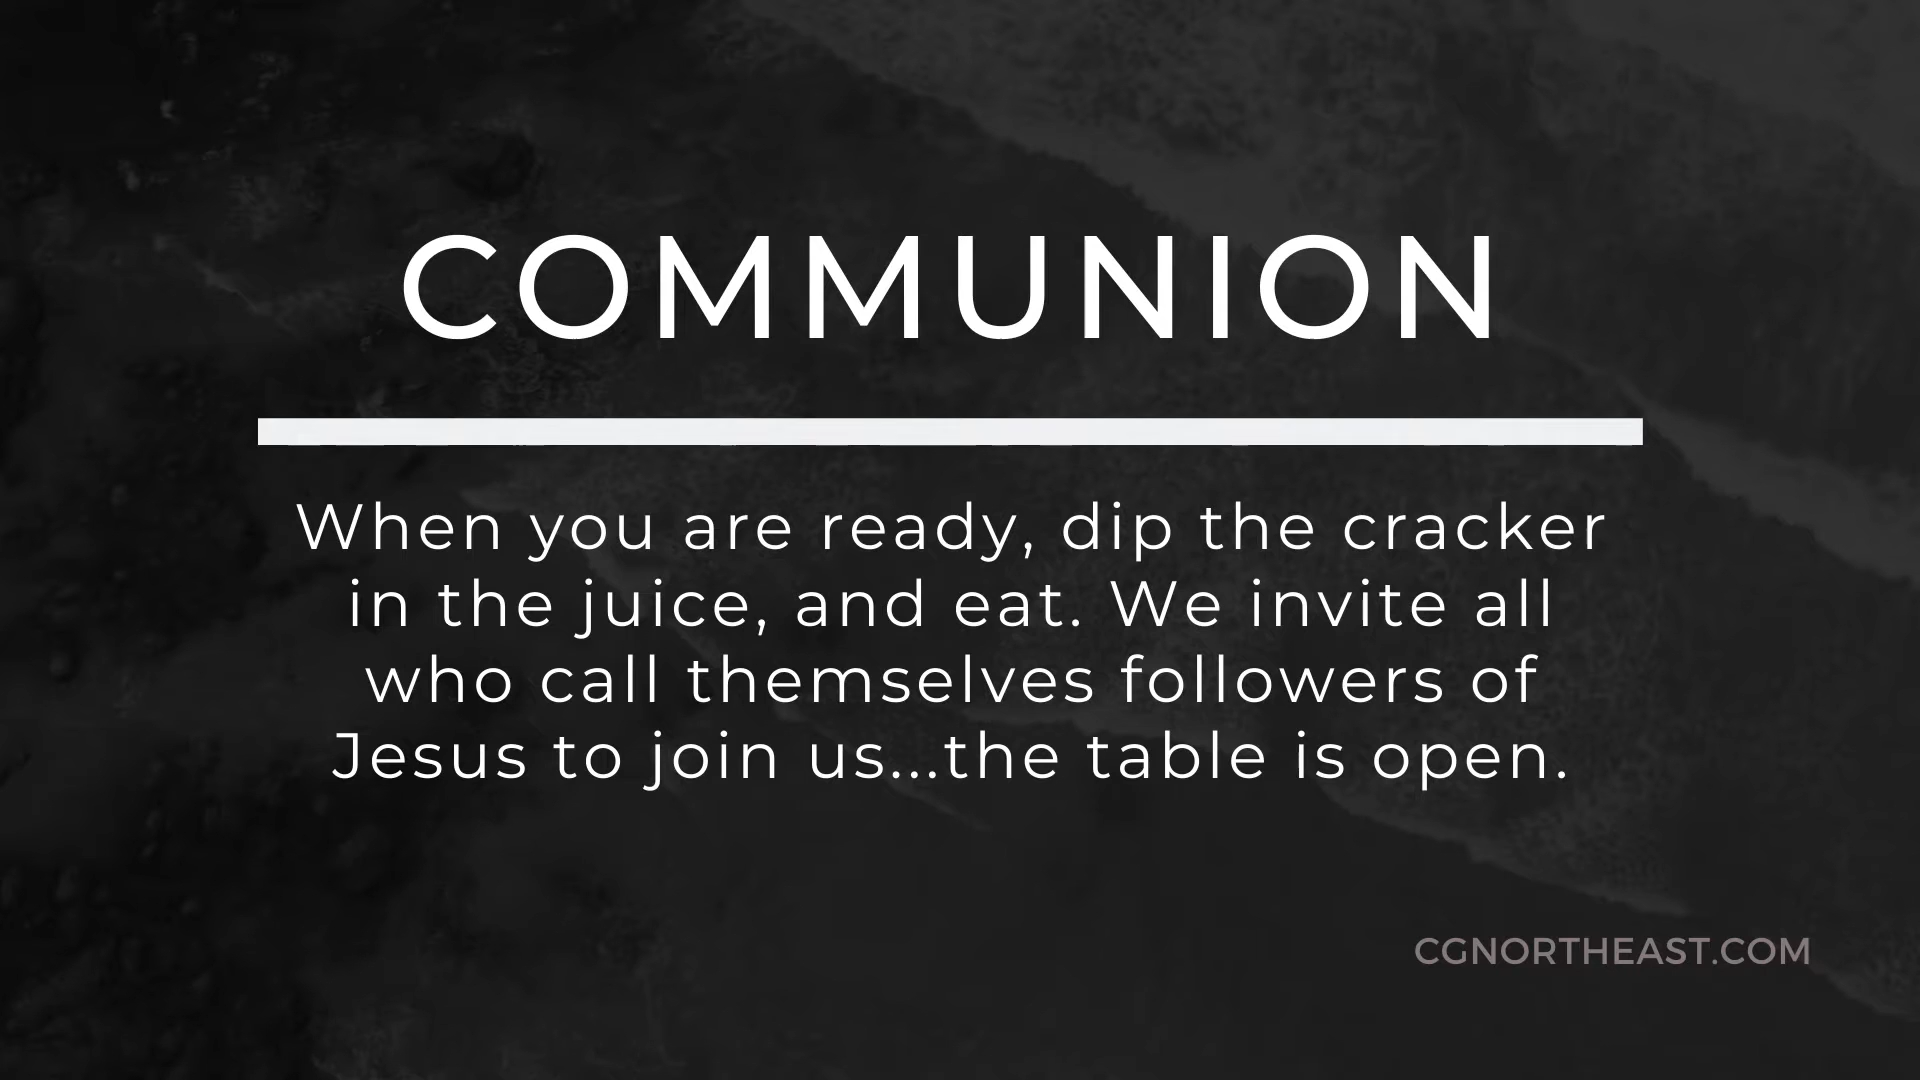 COMMUNION
When you are ready, dip the cracker
in the juice, and eat. We invite all
who call themselves followers of
Jesus to join us...the table is open.
CGNORTHEAST.COM